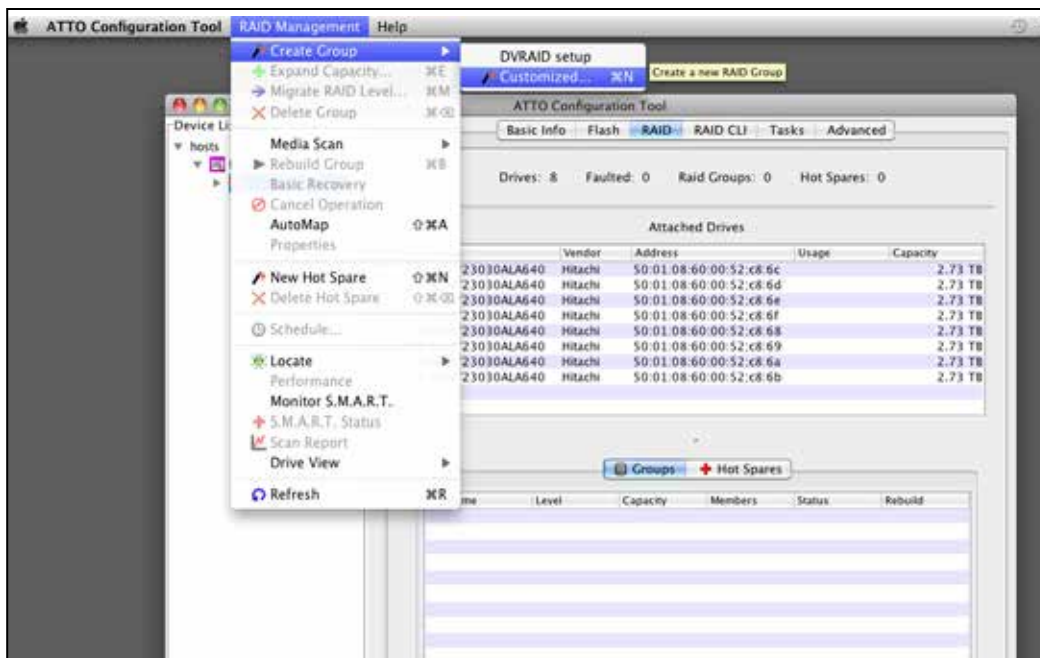 ATTO Configuration Tool RAID Management Help
Create Group
Expand Capacity... ⌘E
Migrate RAID Level... ⌘M
Delete Group ⌘⌫
Media Scan
Rebuild Group ⌘B
Basic Recovery
Cancel Operation
AutoMap ⇧⌘A
Properties
New Hot Spare ⇧⌘N
Delete Hot Spare ⇧⌘⌫
Schedule...
Locate
Performance
Monitor S.M.A.R.T.
S.M.A.R.T. Status
Scan Report
Drive View
Refresh ⌘R
DVRAID setup
Customized... ⌘N
Create a new RAID Group
ATTO Configuration Tool
Device Li
hosts
Basic Info Flash RAID RAID CLI Tasks Advanced
Drives: 8 Faulted: 0 Raid Groups: 0 Hot Spares: 0
Attached Drives
Vendor Address Usage Capacity
23030ALA640 Hitachi 50:01:08:60:00:52:c8:6c 2.73 TB
23030ALA640 Hitachi 50:01:08:60:00:52:c8:6d 2.73 TB
23030ALA640 Hitachi 50:01:08:60:00:52:c8:6e 2.73 TB
23030ALA640 Hitachi 50:01:08:60:00:52:c8:6f 2.73 TB
23030ALA640 Hitachi 50:01:08:60:00:52:c8:68 2.73 TB
23030ALA640 Hitachi 50:01:08:60:00:52:c8:69 2.73 TB
23030ALA640 Hitachi 50:01:08:60:00:52:c8:6a 2.73 TB
23030ALA640 Hitachi 50:01:08:60:00:52:c8:6b 2.73 TB
Groups Hot Spares
me Level Capacity Members Status Rebuild